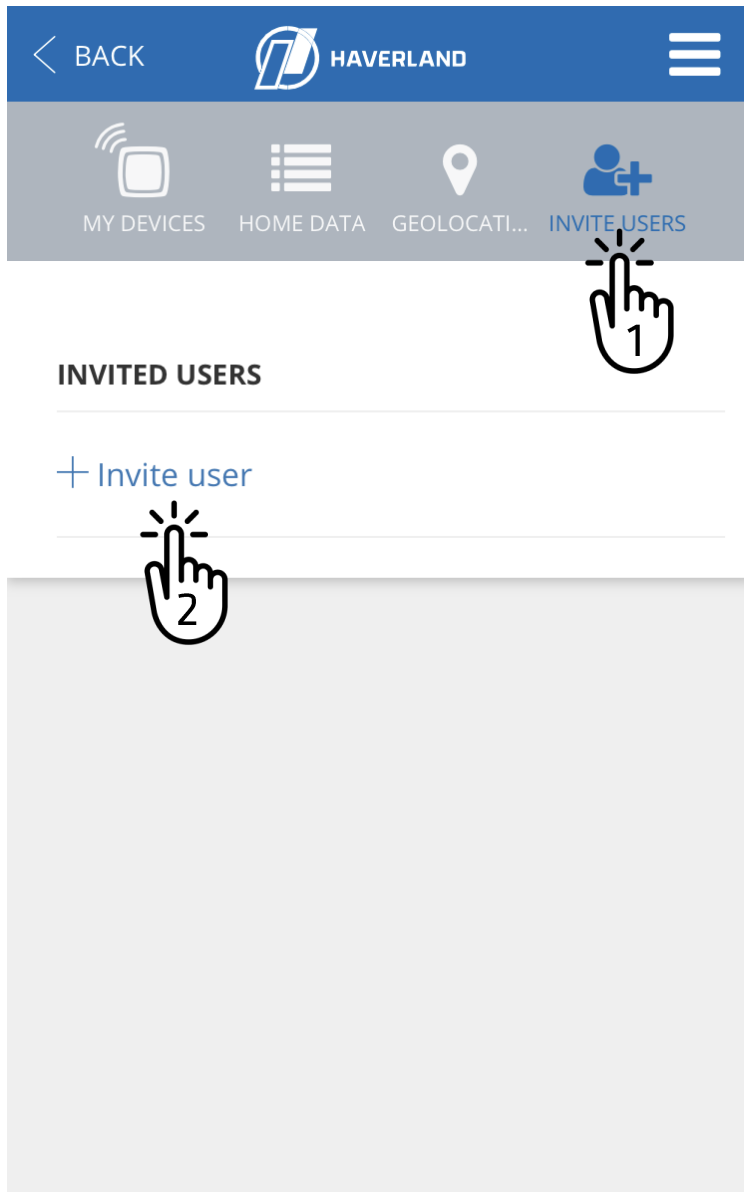 BACK
HAVERLAND
MY DEVICES HOME DATA GEOLOCATI... INVITE USERS
1
INVITED USERS
+ Invite user
2